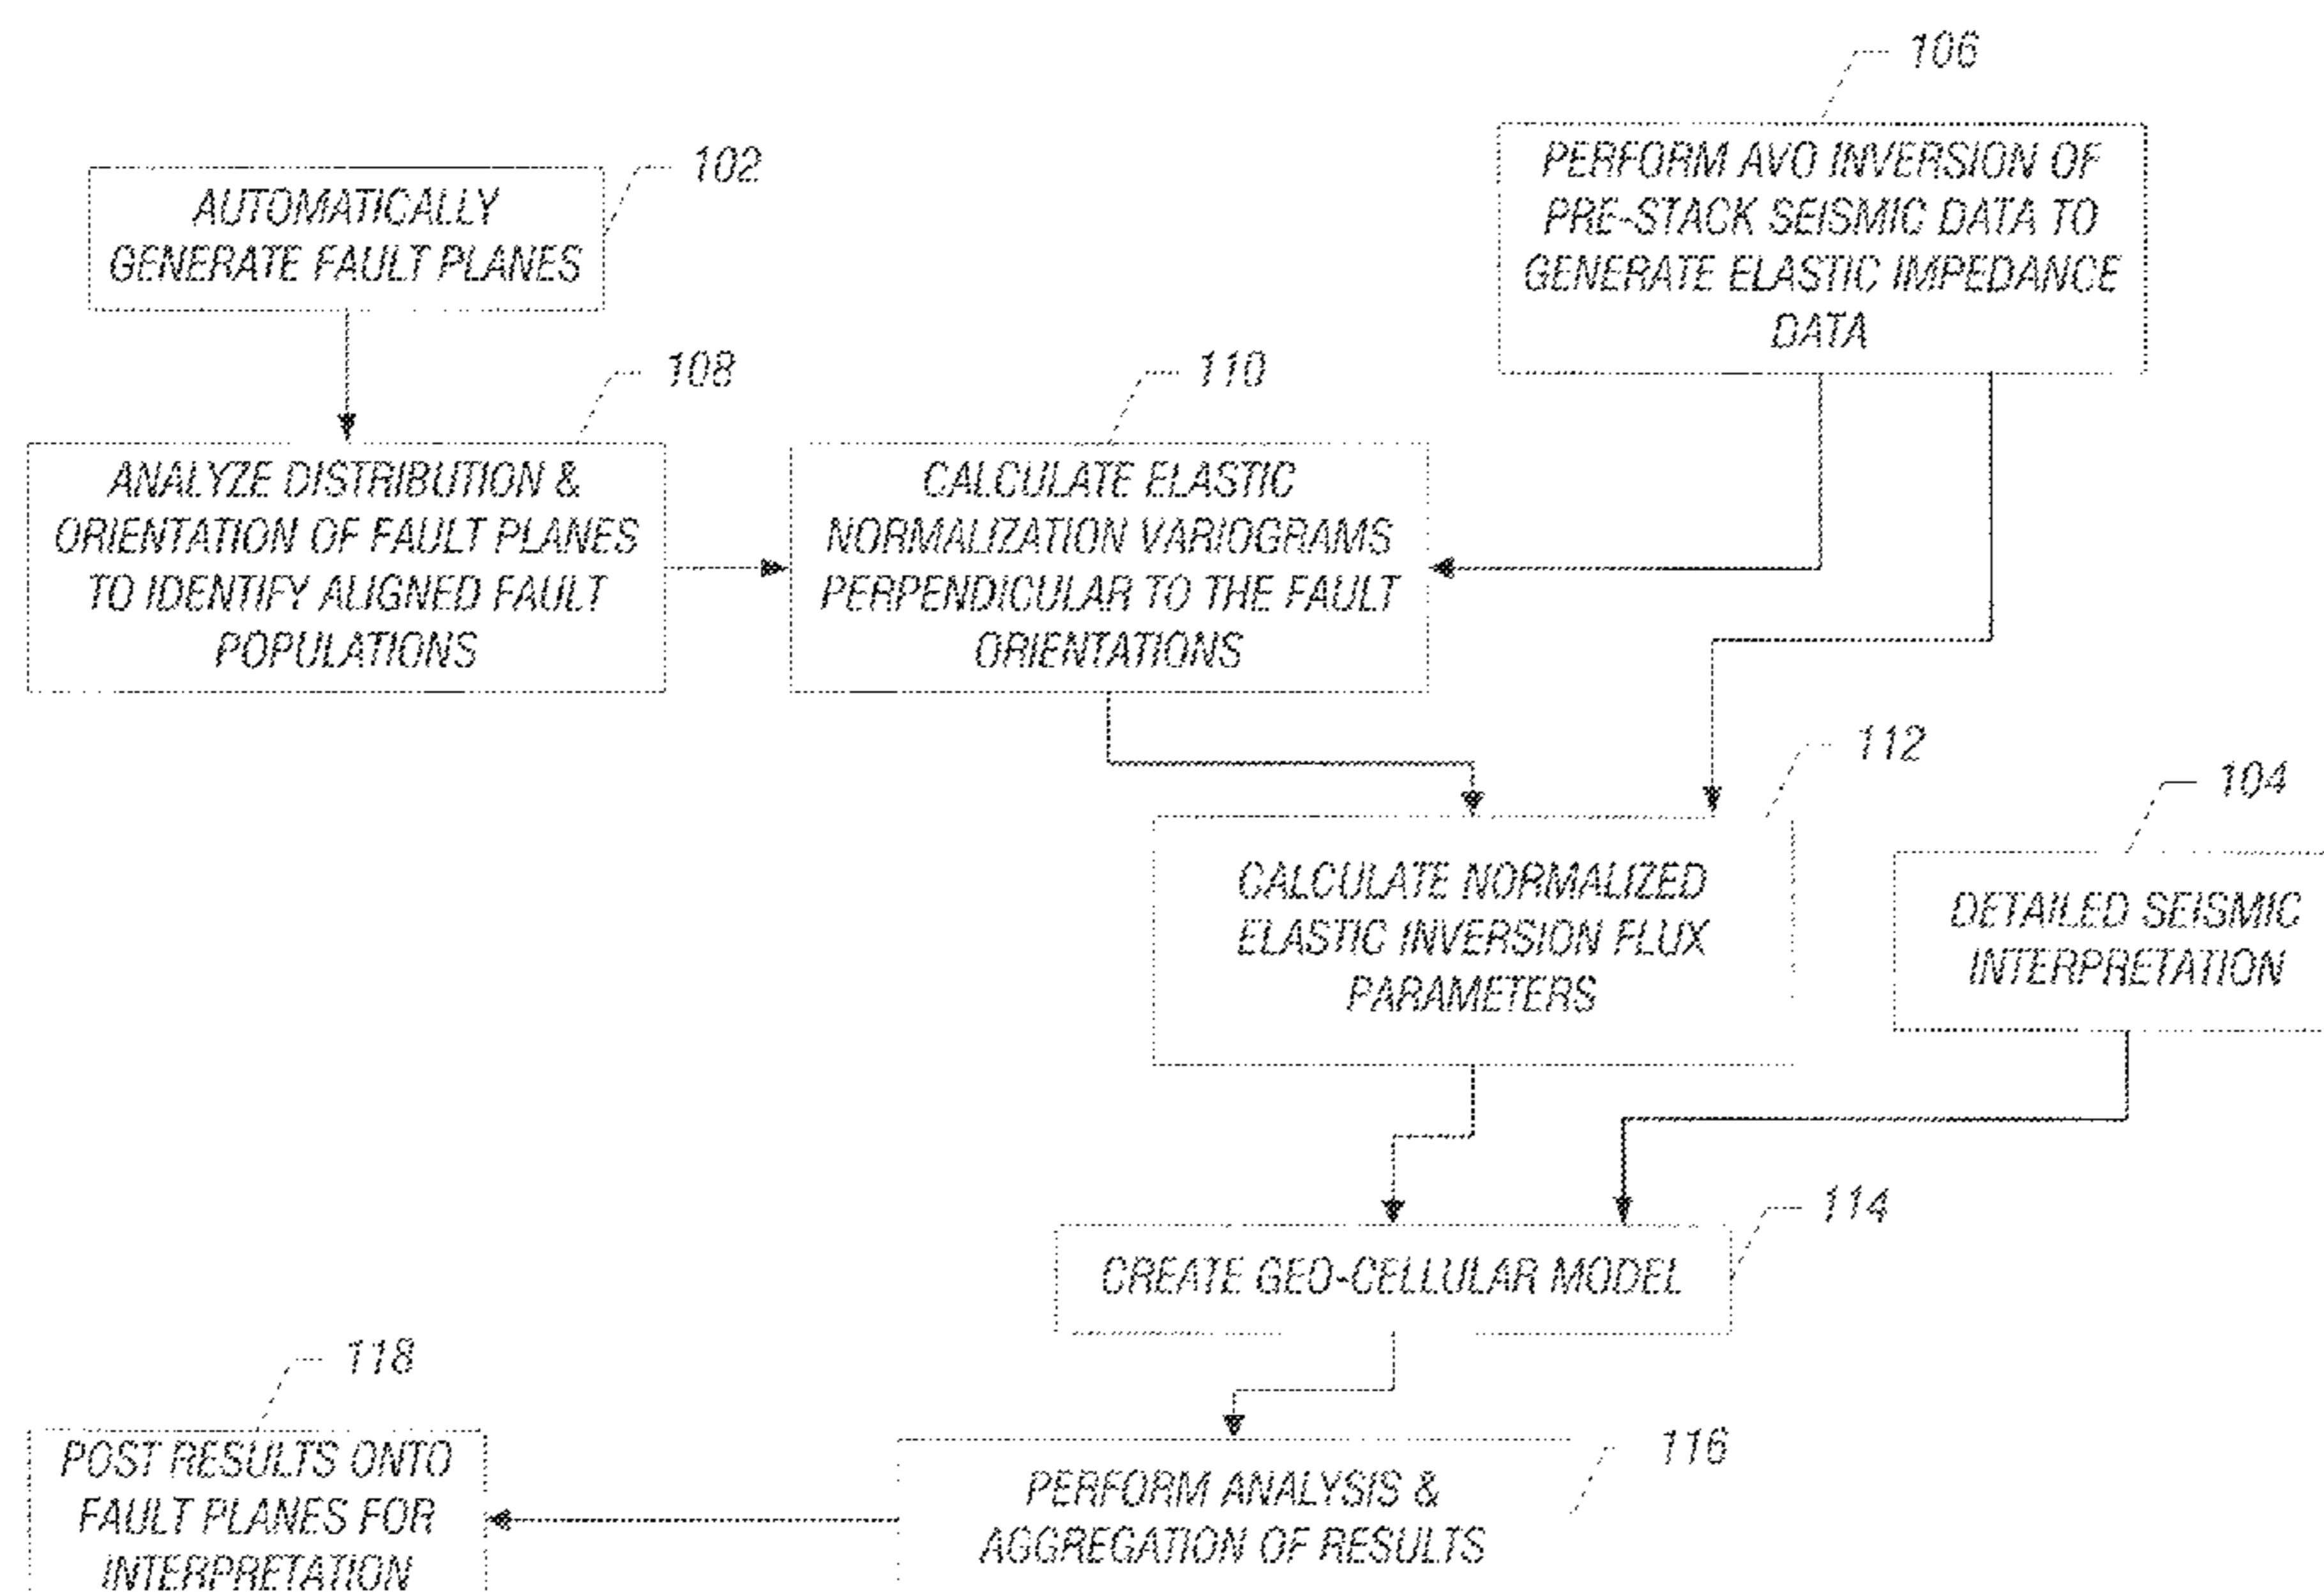 106
PERFORM AVO INVERSION OF
PRE-STACK SEISMIC DATA TO
GENERATE ELASTIC IMPEDANCE
DATA
102
AUTOMATICALLY
GENERATE FAULT PLANES
108
ANALYZE DISTRIBUTION &
ORIENTATION OF FAULT PLANES
TO IDENTIFY ALIGNED FAULT
POPULATIONS
110
CALCULATE ELASTIC
NORMALIZATION VARIOGRAMS
PERPENDICULAR TO THE FAULT
ORIENTATIONS
112
CALCULATE NORMALIZED
ELASTIC INVERSION FLUX
PARAMETERS
104
DETAILED SEISMIC
INTERPRETATION
114
CREATE GEO-CELLULAR MODEL
116
PERFORM ANALYSIS &
AGGREGATION OF RESULTS
118
POST RESULTS ONTO
FAULT PLANES FOR
INTERPRETATION